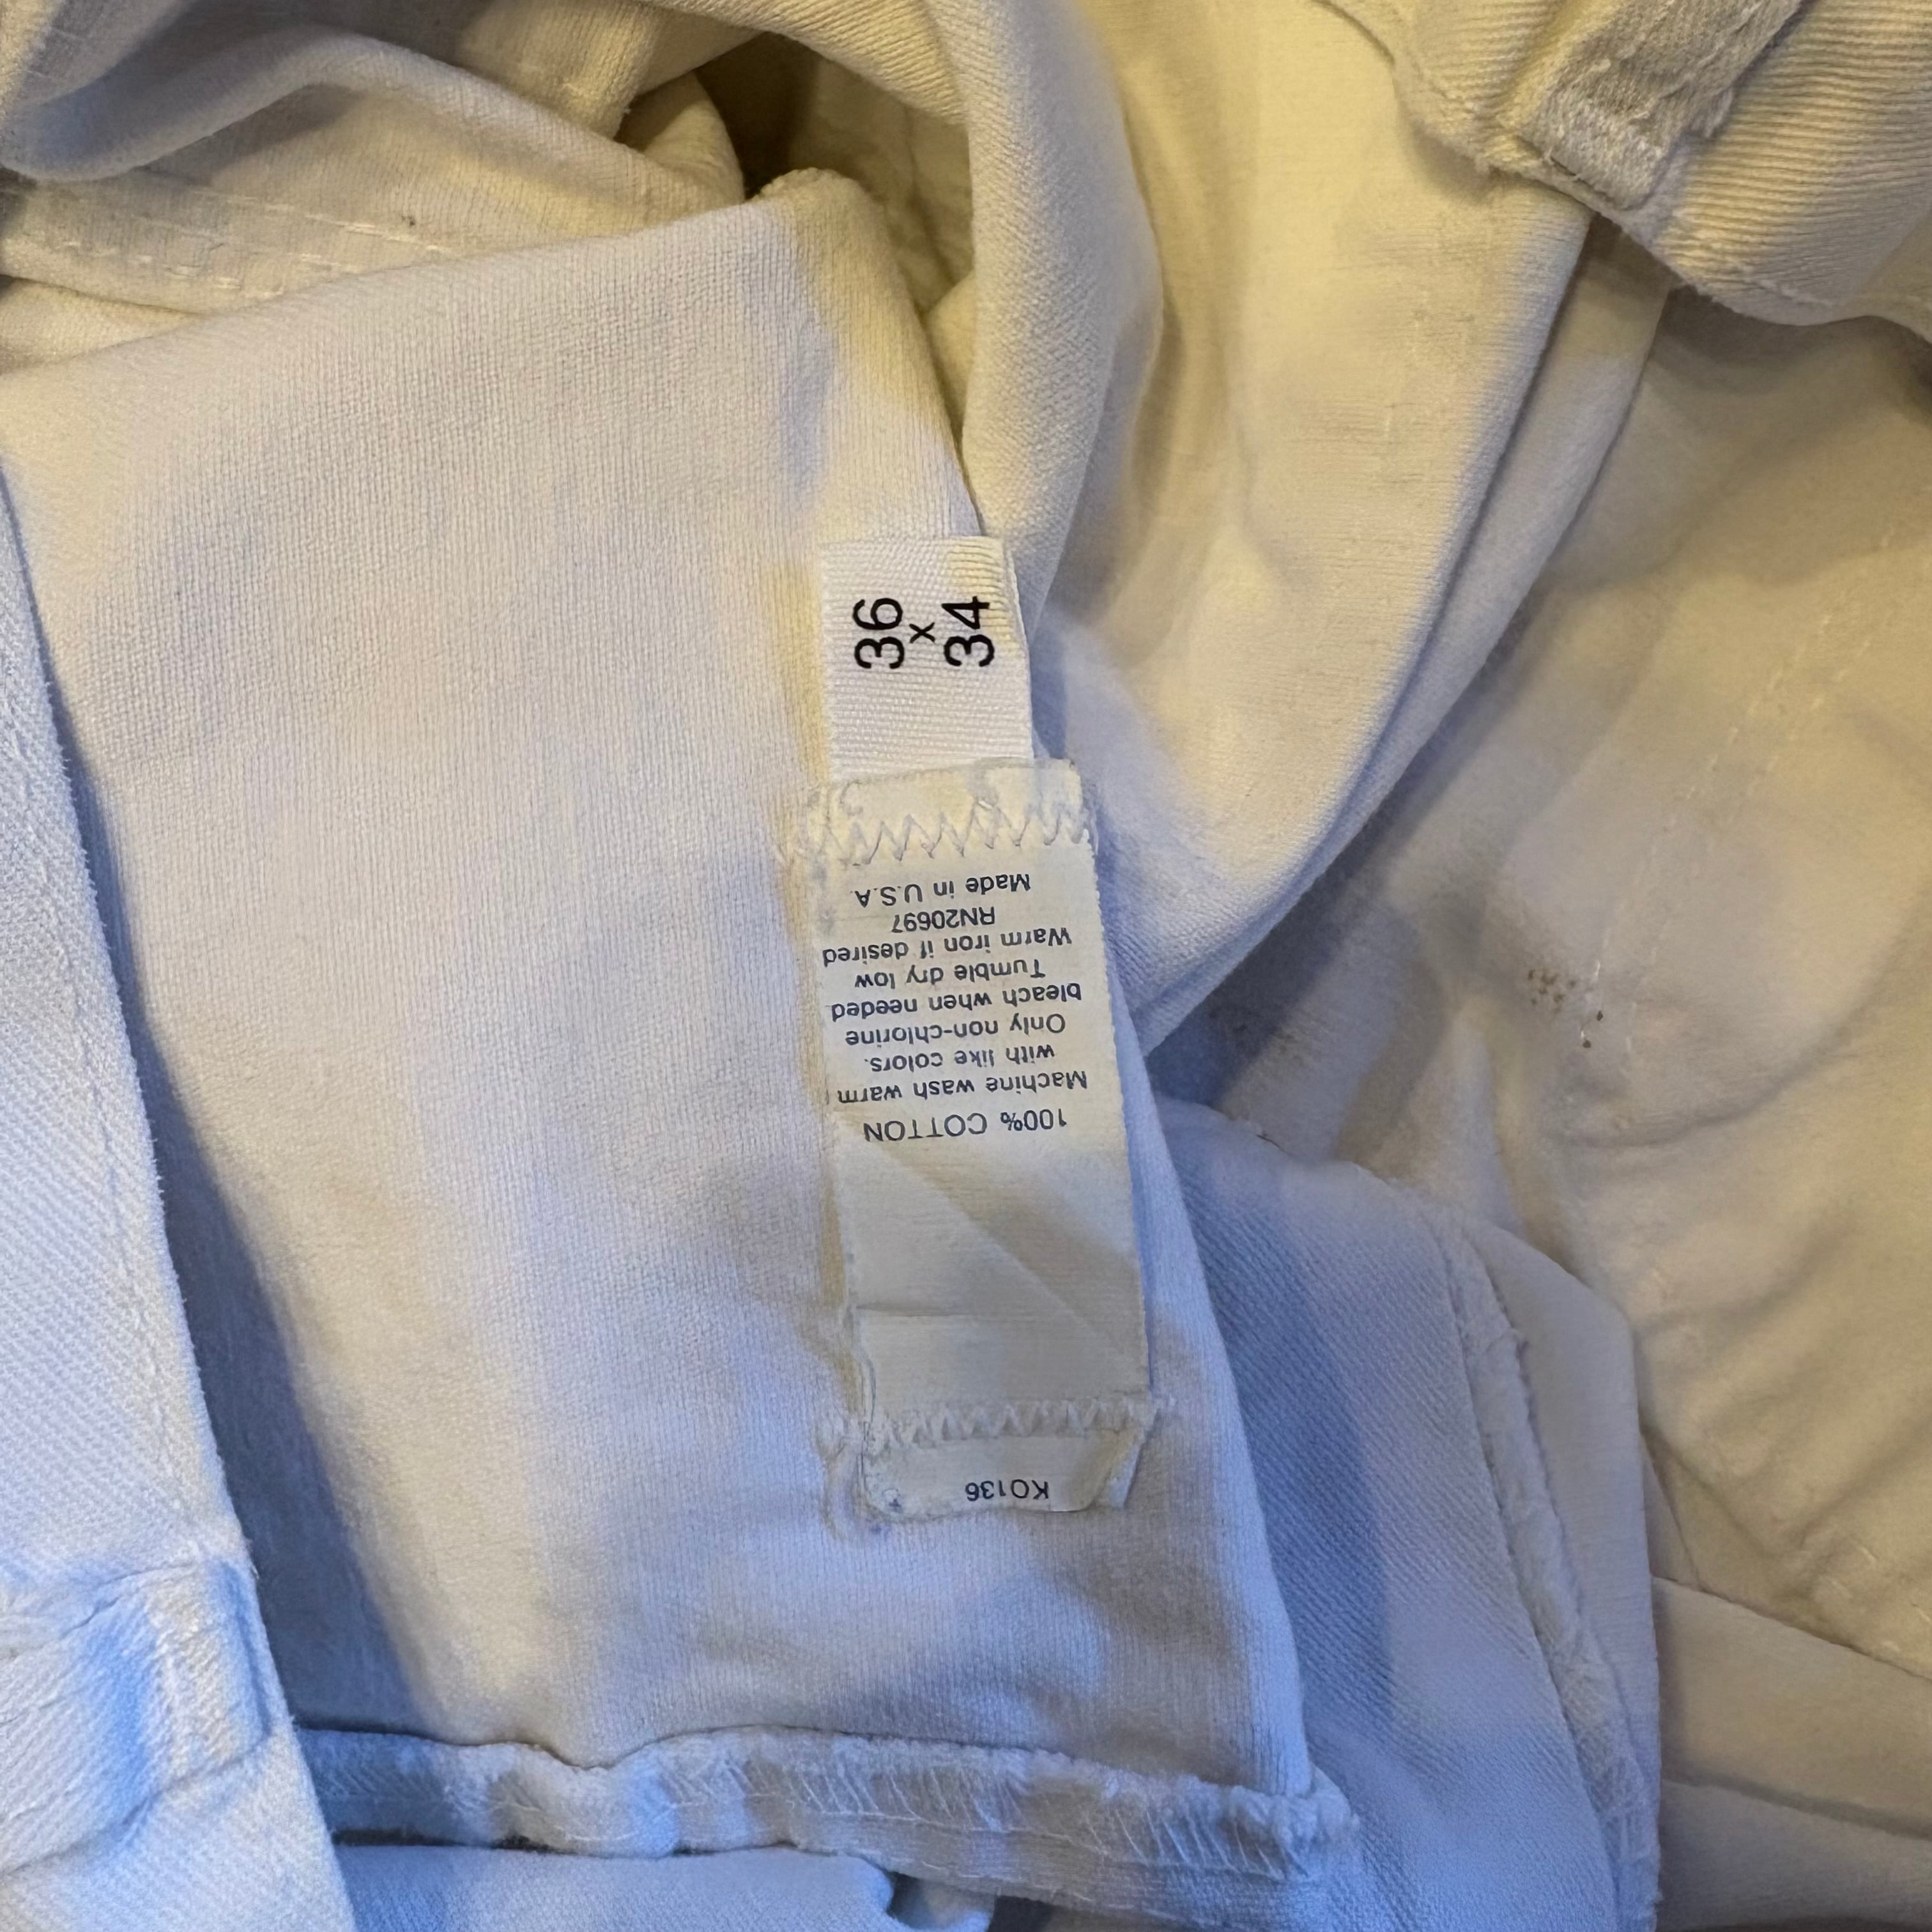 36
x
34
Made in U.S.A.
RN20697
Warm iron if desired
Tumble dry low
bleach when needed
Only non-chlorine
with like colors.
Machine wash warm
100% COTTON
KO136